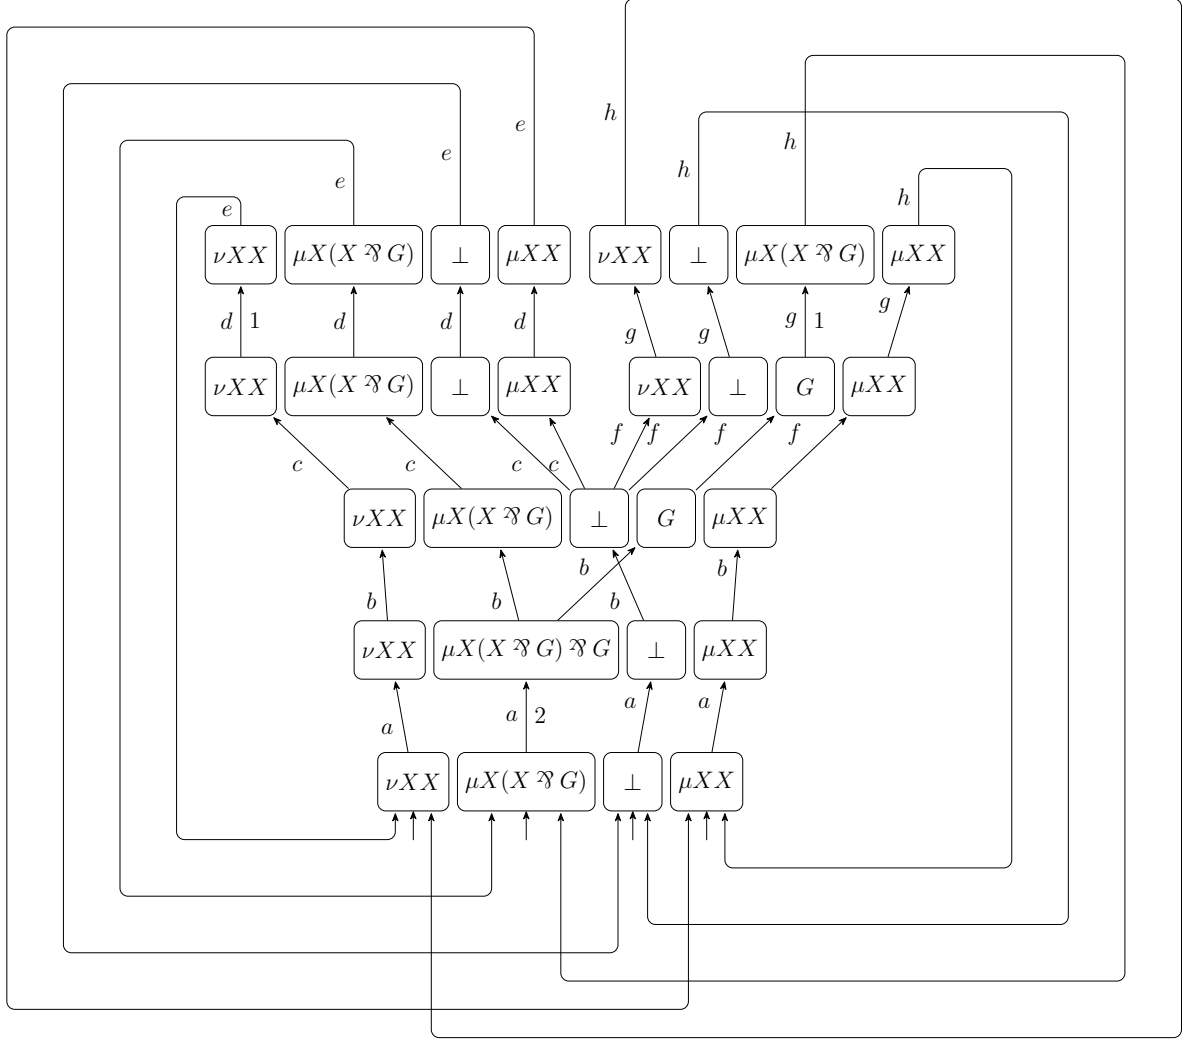 h
e
h
e
h
e
h
e
νXX μX(X ⅋ G) ⊥ μXX νXX ⊥ μX(X ⅋ G) μXX
d 1 d d d g g g 1 g
νXX μX(X ⅋ G) ⊥ μXX νXX ⊥ G μXX
c c c c f f f f
νXX μX(X ⅋ G) ⊥ G μXX
b b b b b
νXX μX(X ⅋ G) ⅋ G ⊥ μXX
a a 2 a a
νXX μX(X ⅋ G) ⊥ μXX